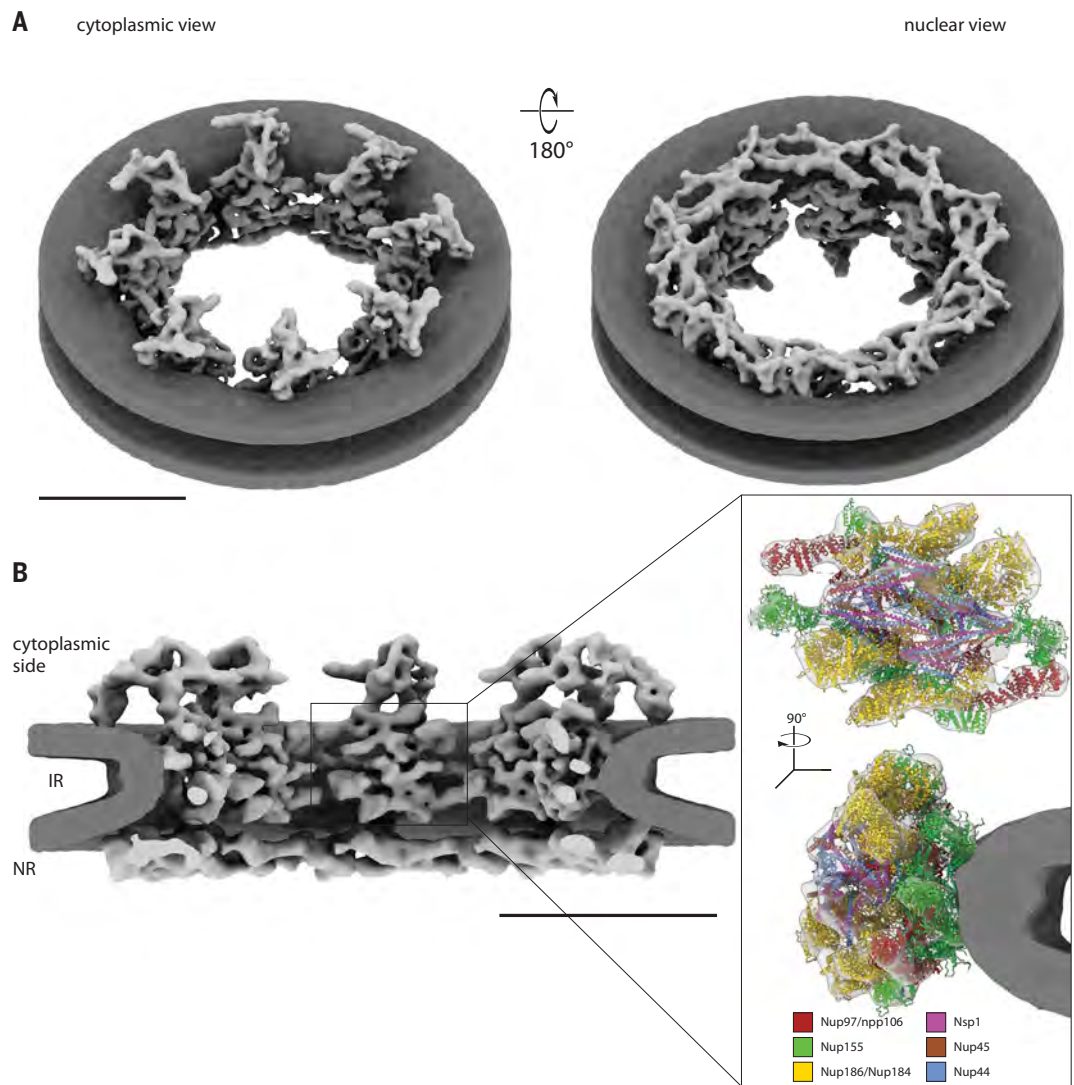 A
cytoplasmic view
nuclear view
180°
B
cytoplasmic
side
IR
NR
90°
Nup97/npp106
Nup155
Nup186/Nup184
Nsp1
Nup45
Nup44